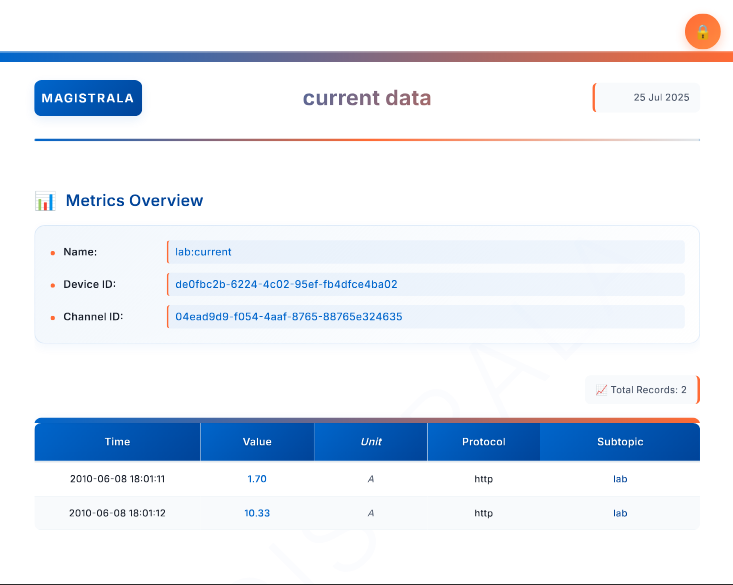 MAGISTRALA
current data
25 Jul 2025
Metrics Overview
Name: lab:current
Device ID: de0fbc2b-6224-4c02-95ef-fb4dfce4ba02
Channel ID: 04ead9d9-f054-4aaf-8765-88765e324635
Total Records: 2
Time Value Unit Protocol Subtopic
2010-06-08 18:01:11 1.70 A http lab
2010-06-08 18:01:12 10.33 A http lab